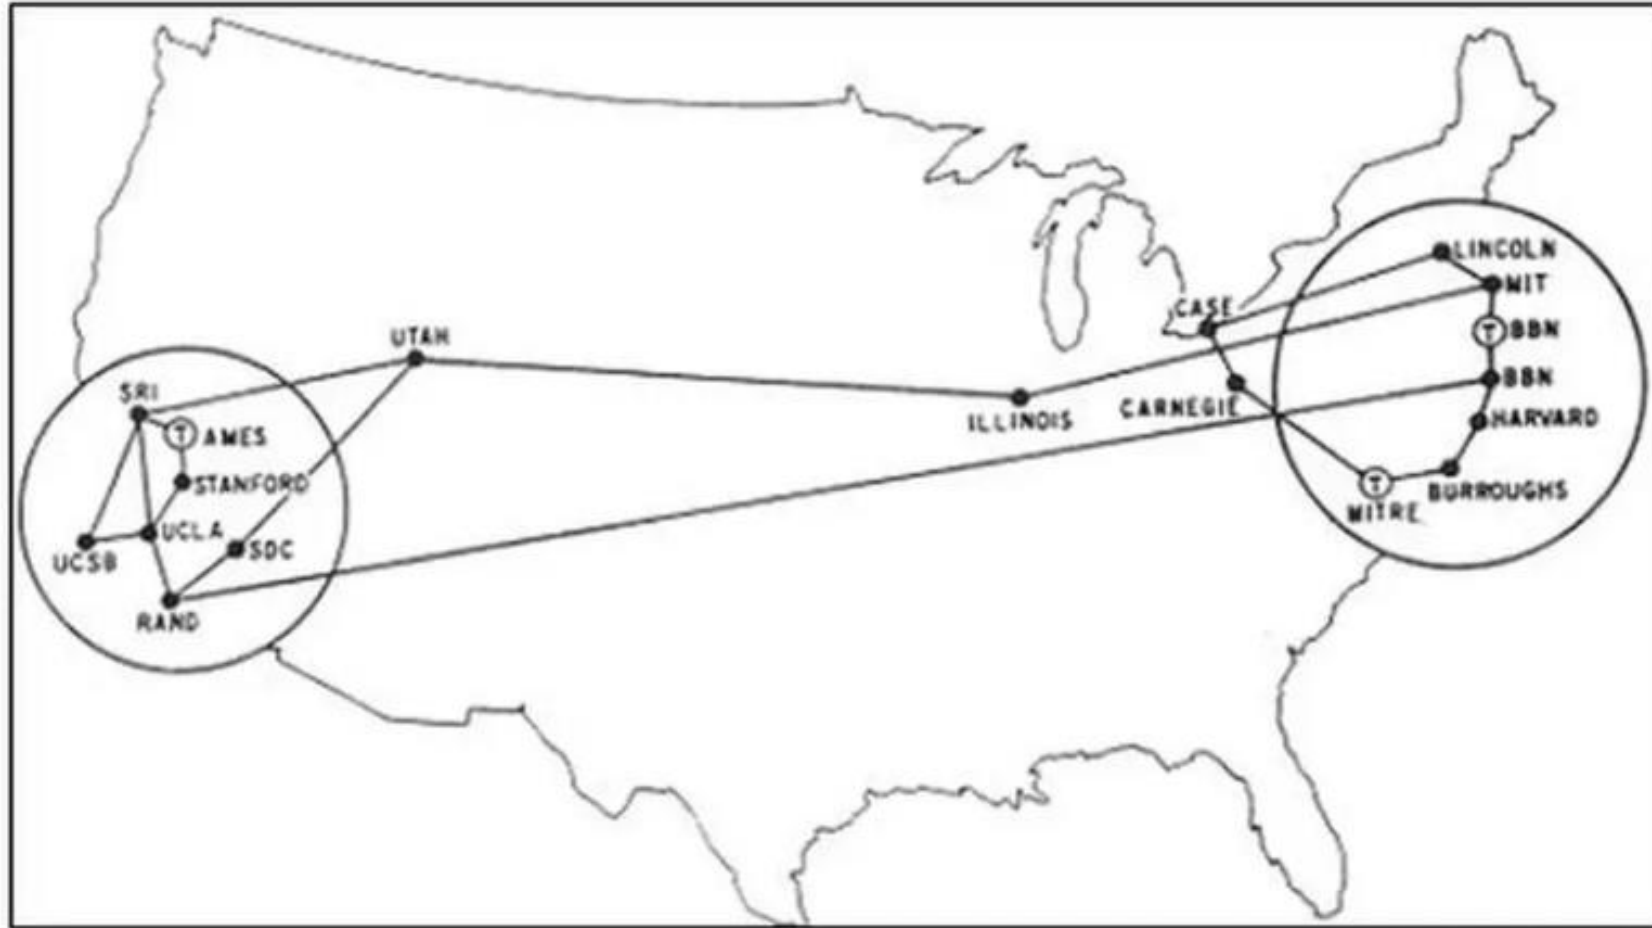 LINCOLN
MIT
CASE
T BBN
UTAH
BBN
SRI
ILLINOIS
CARNEGIE
HARVARD
T AMES
STANFORD
T
BURROUGHS
MITRE
UCLA
SDC
UCSB
RAND